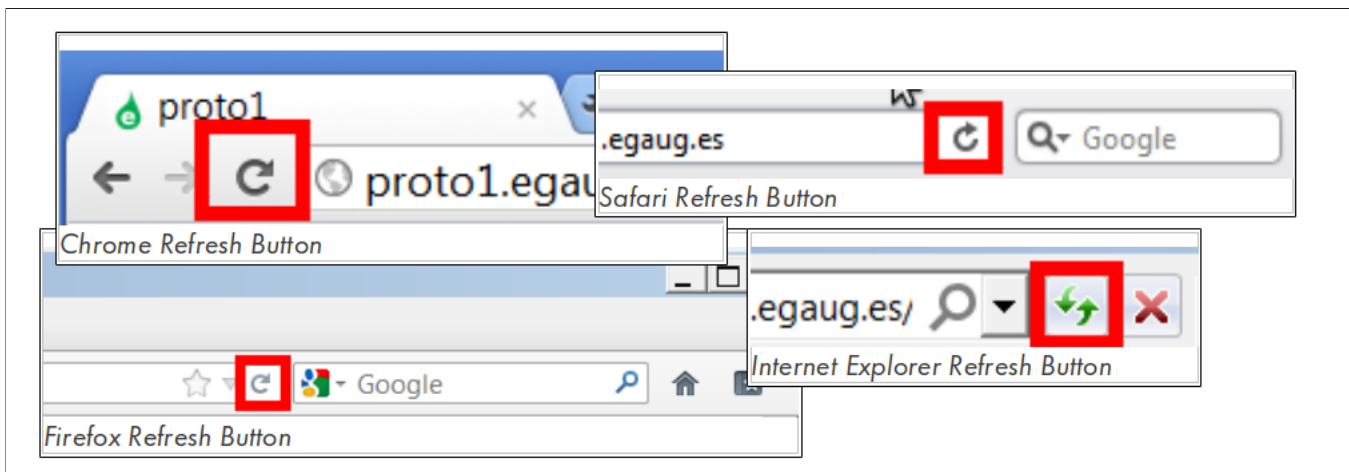 proto1
proto1.egau
Chrome Refresh Button
.egaug.es
Google
Safari Refresh Button
Google
Firefox Refresh Button
.egaug.es/
Internet Explorer Refresh Button